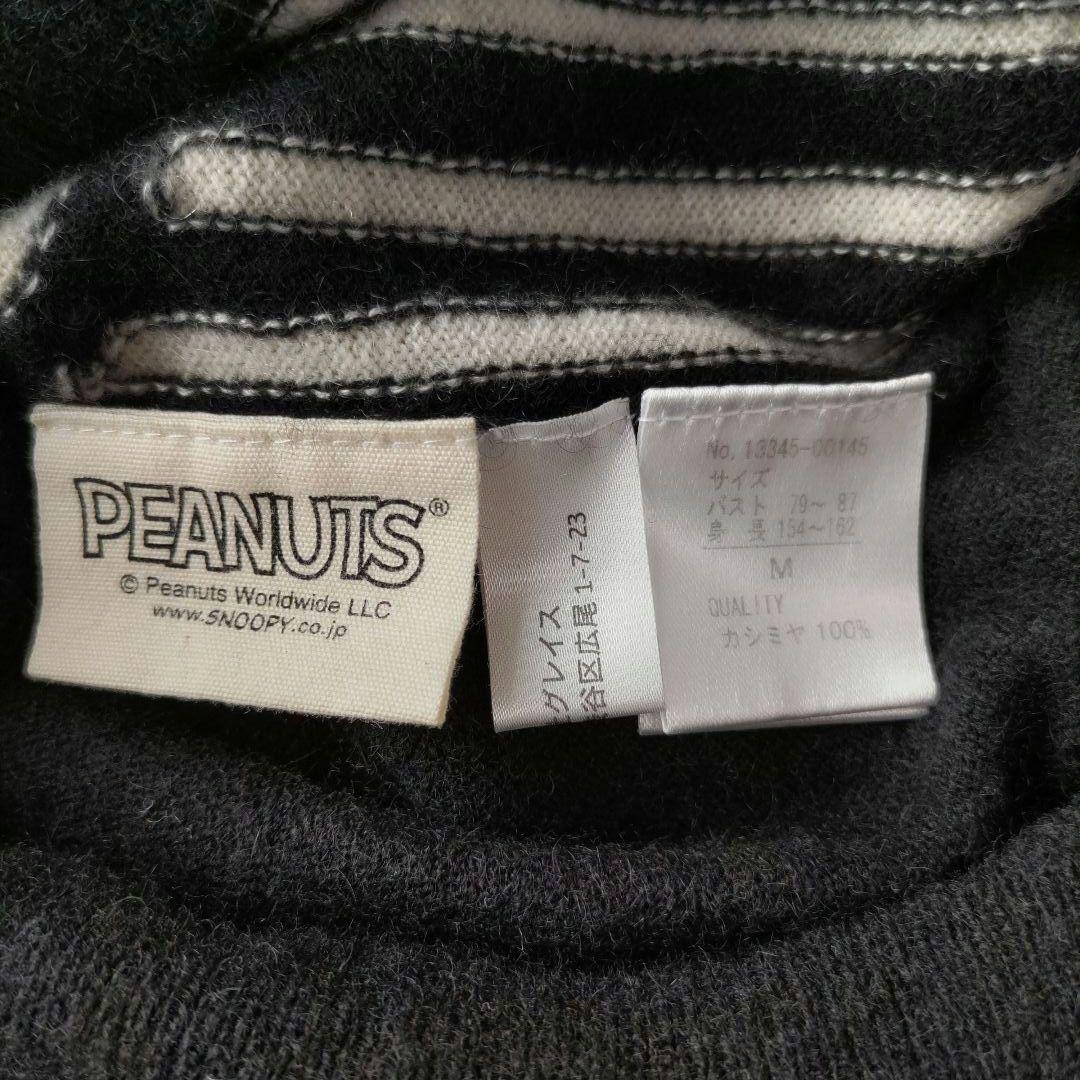 PEANUTS®
© Peanuts Worldwide LLC
www.SNOOPY.co.jp
グレイス
谷区広尾 1-7-23
No. 13345-00145
サイズ
バスト 79～ 87
身 長 154～162
M
QUALITY
カシミヤ 100%